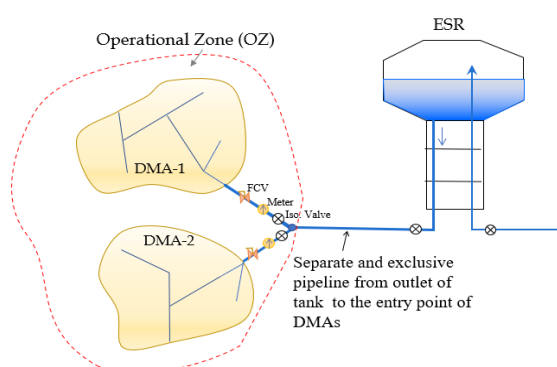 ESR
Operational Zone (OZ)
DMA-1
FCV
Meter
Iso. Valve
DMA-2
Separate and exclusive
pipeline from outlet of
tank to the entry point of
DMAs